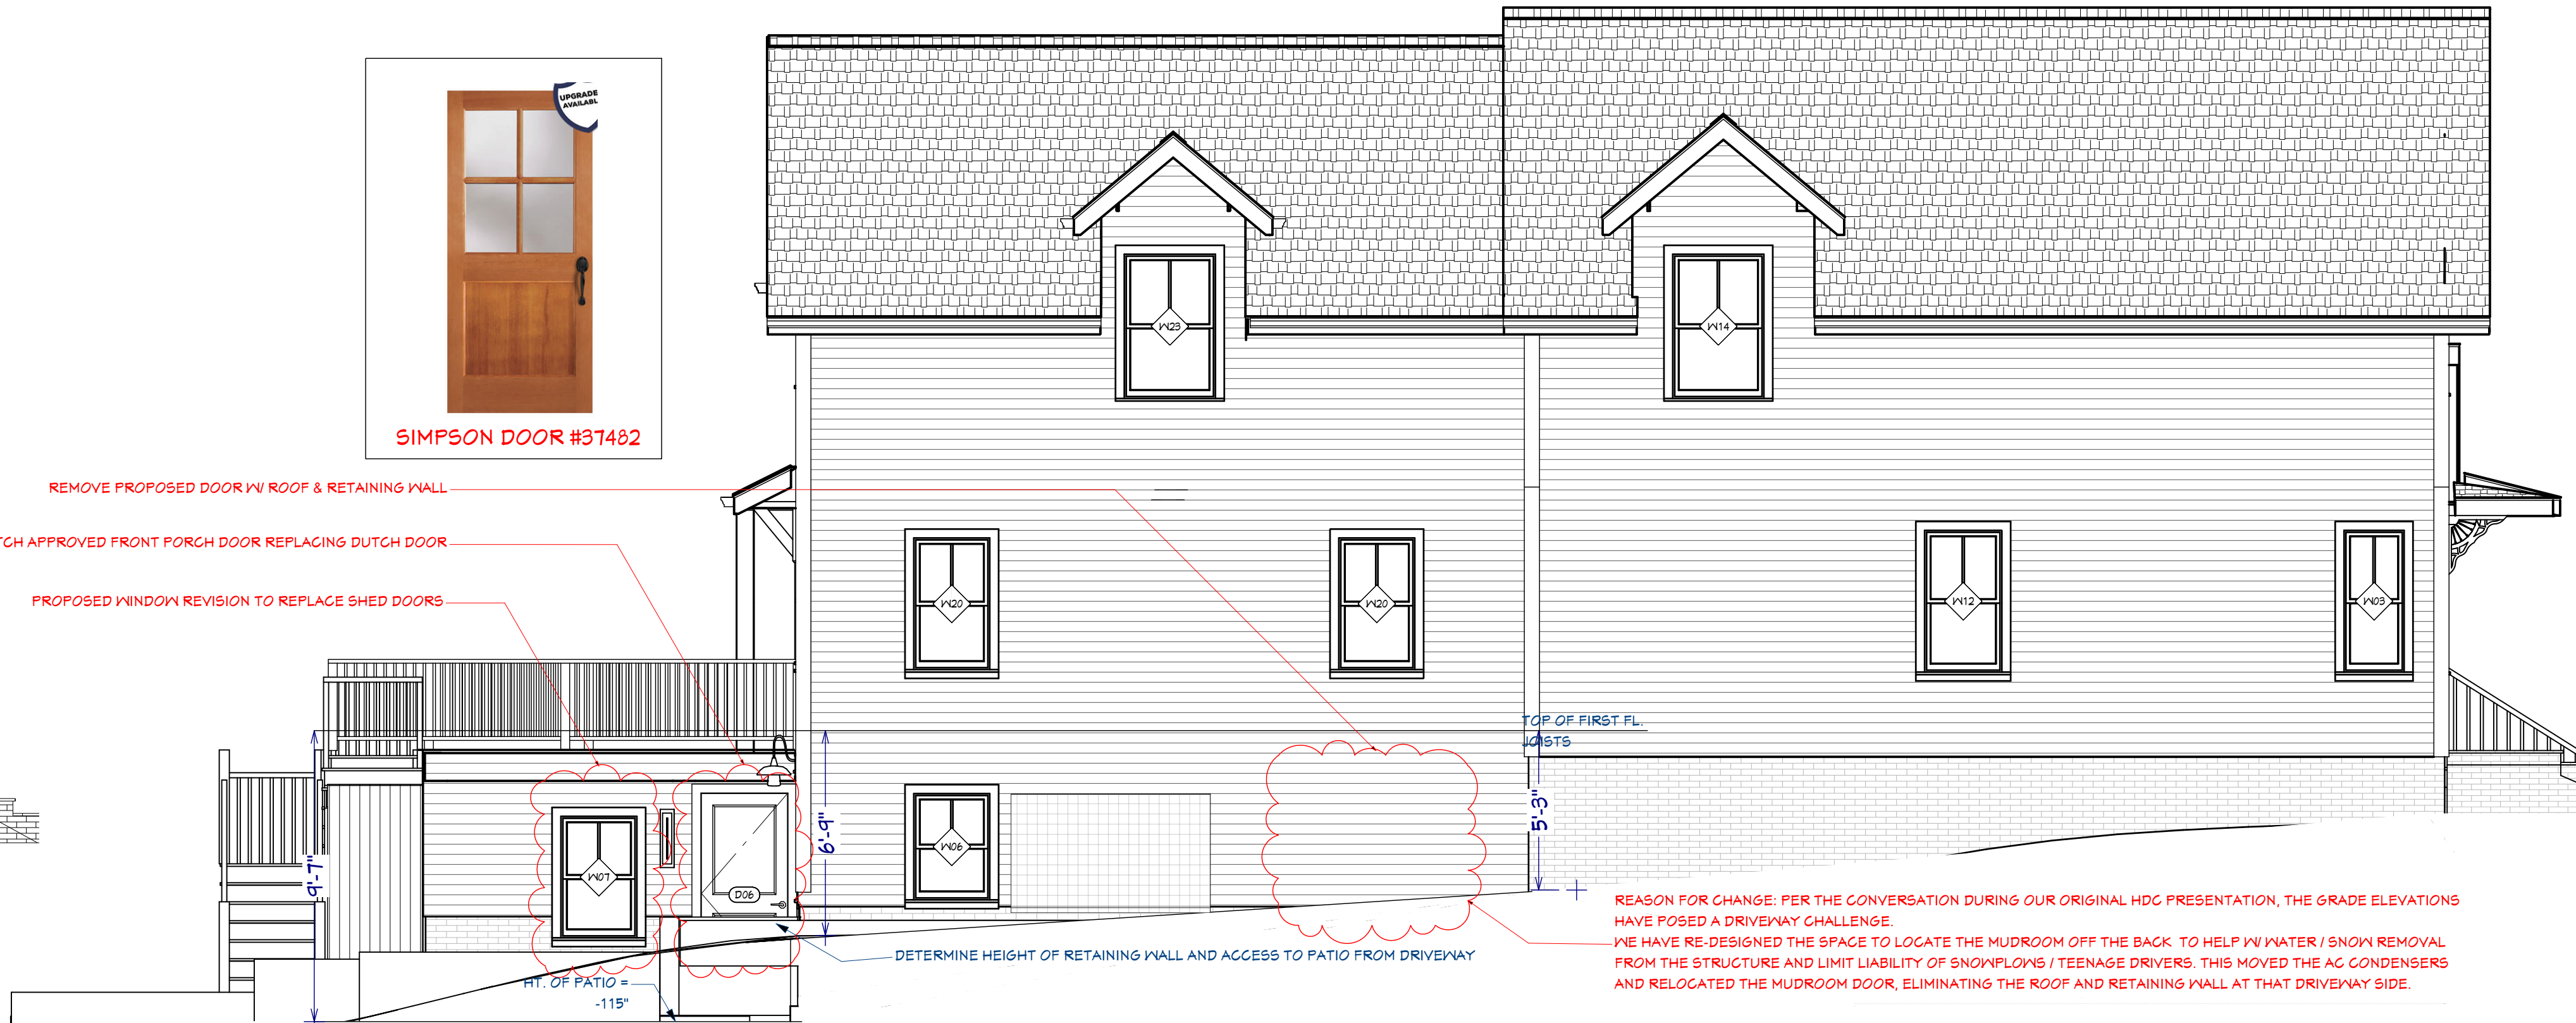 UPGRADE
AVAILABL
SIMPSON DOOR #37482
W23
W14
REMOVE PROPOSED DOOR W/ ROOF & RETAINING WALL
TCH APPROVED FRONT PORCH DOOR REPLACING DUTCH DOOR
PROPOSED WINDOW REVISION TO REPLACE SHED DOORS
W20
W20
W12
W03
TOP OF FIRST FL.
JOISTS
9'-7"
6'-9"
5'-3"
W07
D06
W06
DETERMINE HEIGHT OF RETAINING WALL AND ACCESS TO PATIO FROM DRIVEWAY
HT. OF PATIO =
-115"
REASON FOR CHANGE: PER THE CONVERSATION DURING OUR ORIGINAL HDC PRESENTATION, THE GRADE ELEVATIONS
HAVE POSED A DRIVEWAY CHALLENGE.
WE HAVE RE-DESIGNED THE SPACE TO LOCATE THE MUDROOM OFF THE BACK TO HELP W/ WATER / SNOW REMOVAL
FROM THE STRUCTURE AND LIMIT LIABILITY OF SNOWPLOWS / TEENAGE DRIVERS. THIS MOVED THE AC CONDENSERS
AND RELOCATED THE MUDROOM DOOR, ELIMINATING THE ROOF AND RETAINING WALL AT THAT DRIVEWAY SIDE.